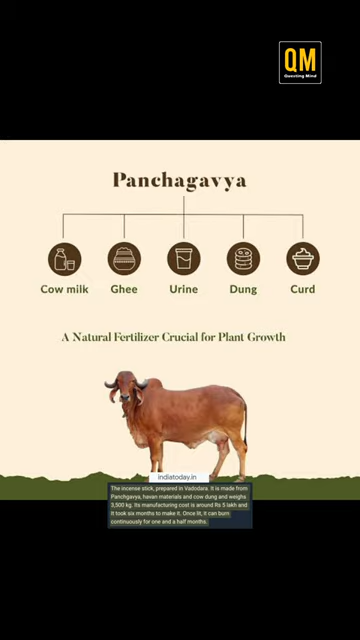 QM
Questing Mind
Panchagavya
Cow milk
Ghee
Urine
Dung
Curd
A Natural Fertilizer Crucial for Plant Growth
indiatoday.in
The incense stick, prepared in Vadodara. It is made from
Panchgavya, havan materials and cow dung and weighs
3,500 kg. Its manufacturing cost is around Rs 5 lakh and
it took six months to make it. Once lit, it can burn
continuously for one and a half months.